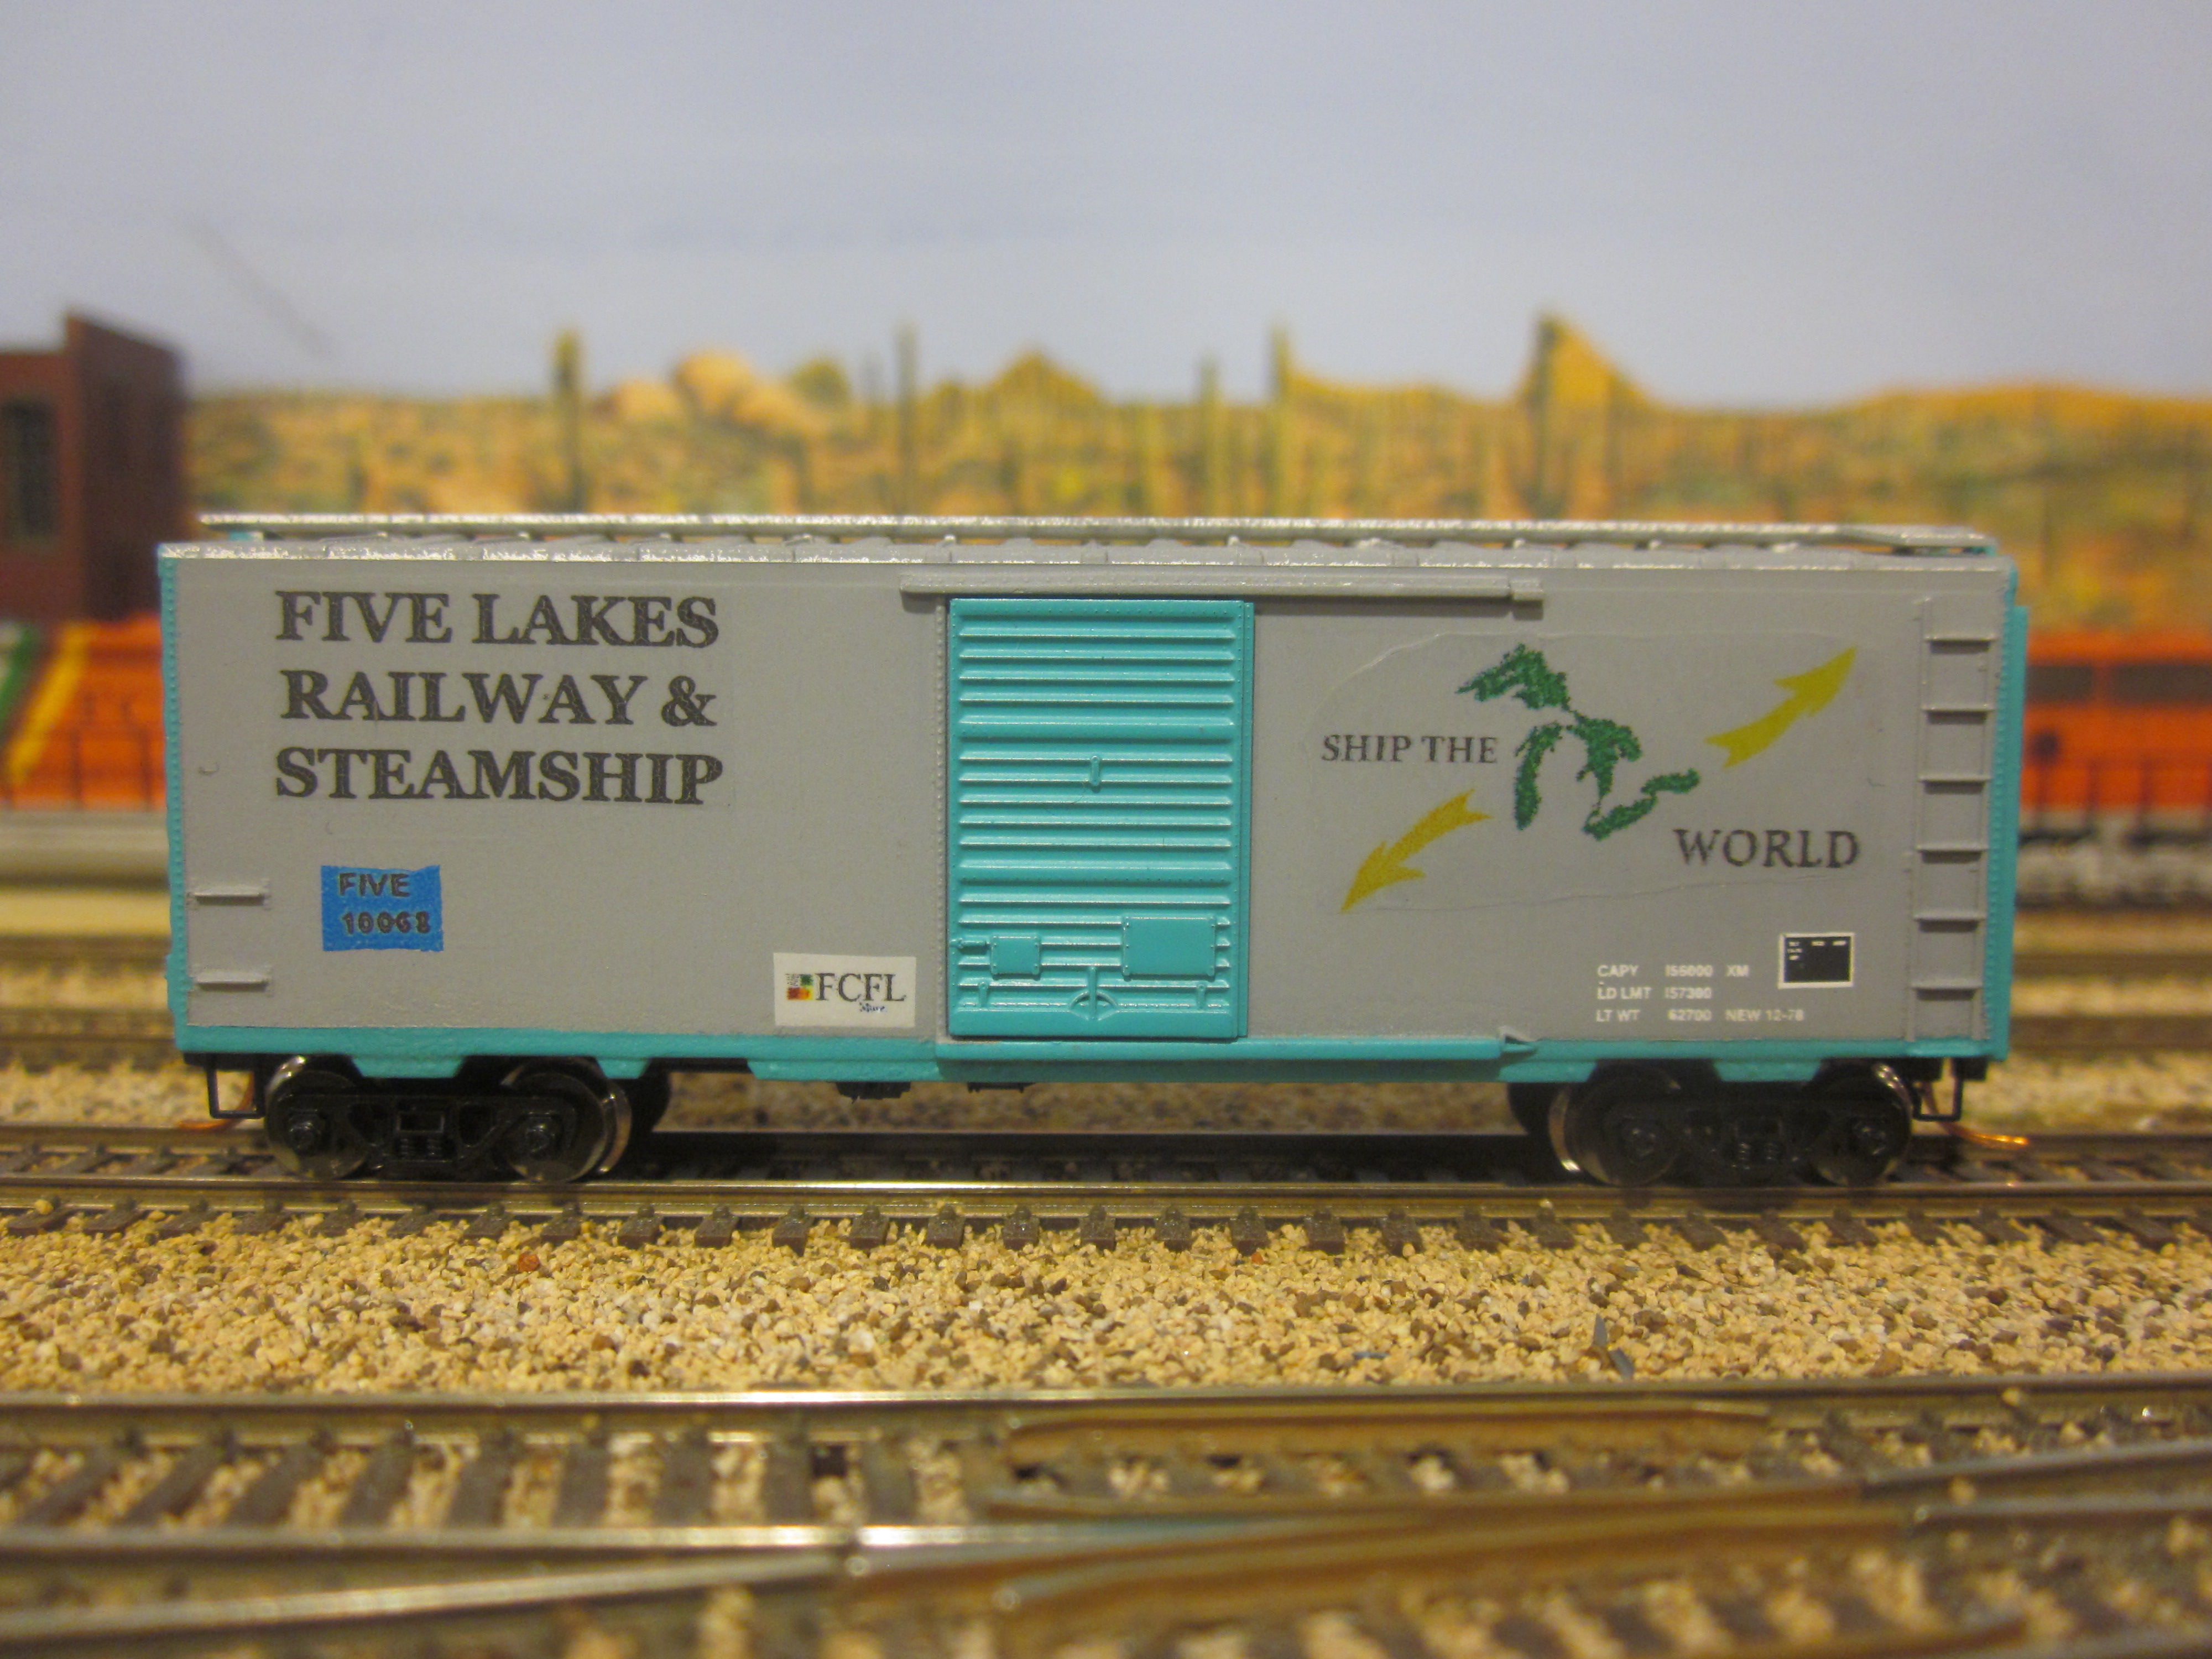 FIVE LAKES
RAILWAY &
STEAMSHIP
FIVE
10068
FCFL
SHIP THE
WORLD
CAPY 156000 XM
LD LMT 157300
LT WT 62700 NEW 12-78